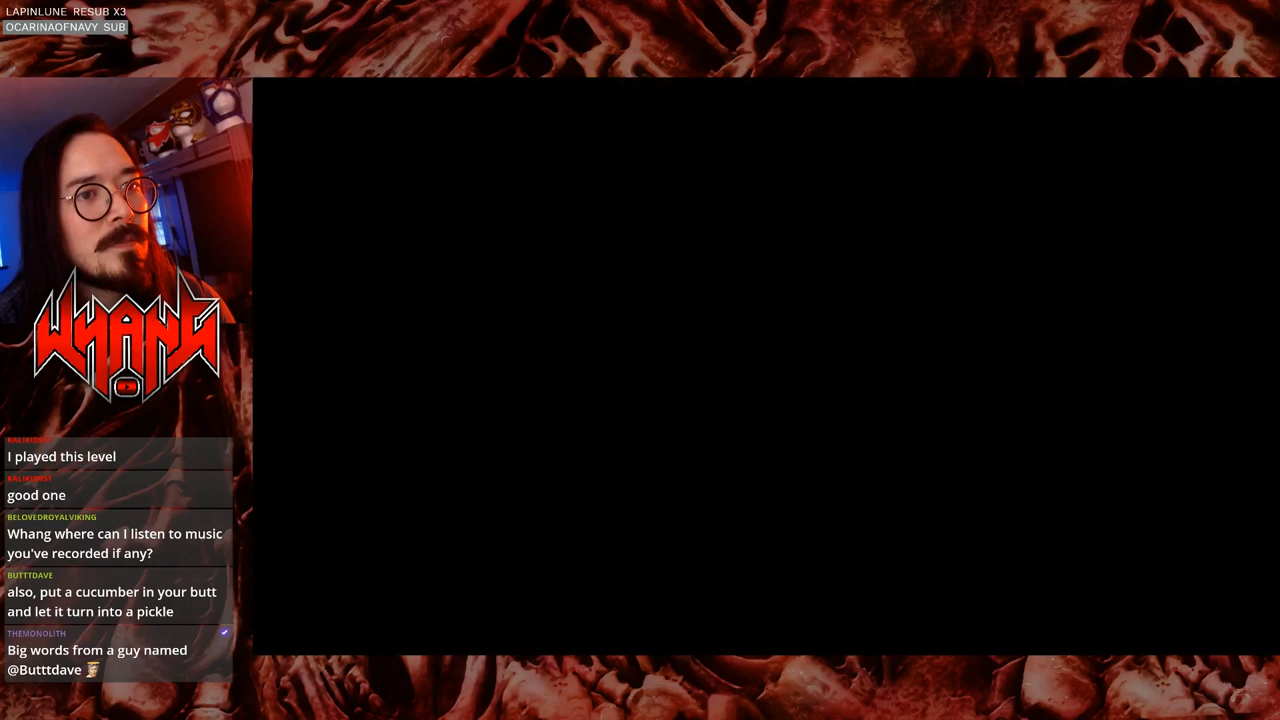 LAPINLUNE RESUB X3
OCARINAOFNAVY SUB
WHANG
I played this level
good one
BELOVEDROYALVIKING
Whang where can I listen to music
you've recorded if any?
BUTTTDAVE
also, put a cucumber in your butt
and let it turn into a pickle
THEMONOLITH
Big words from a guy named
@Butttdave